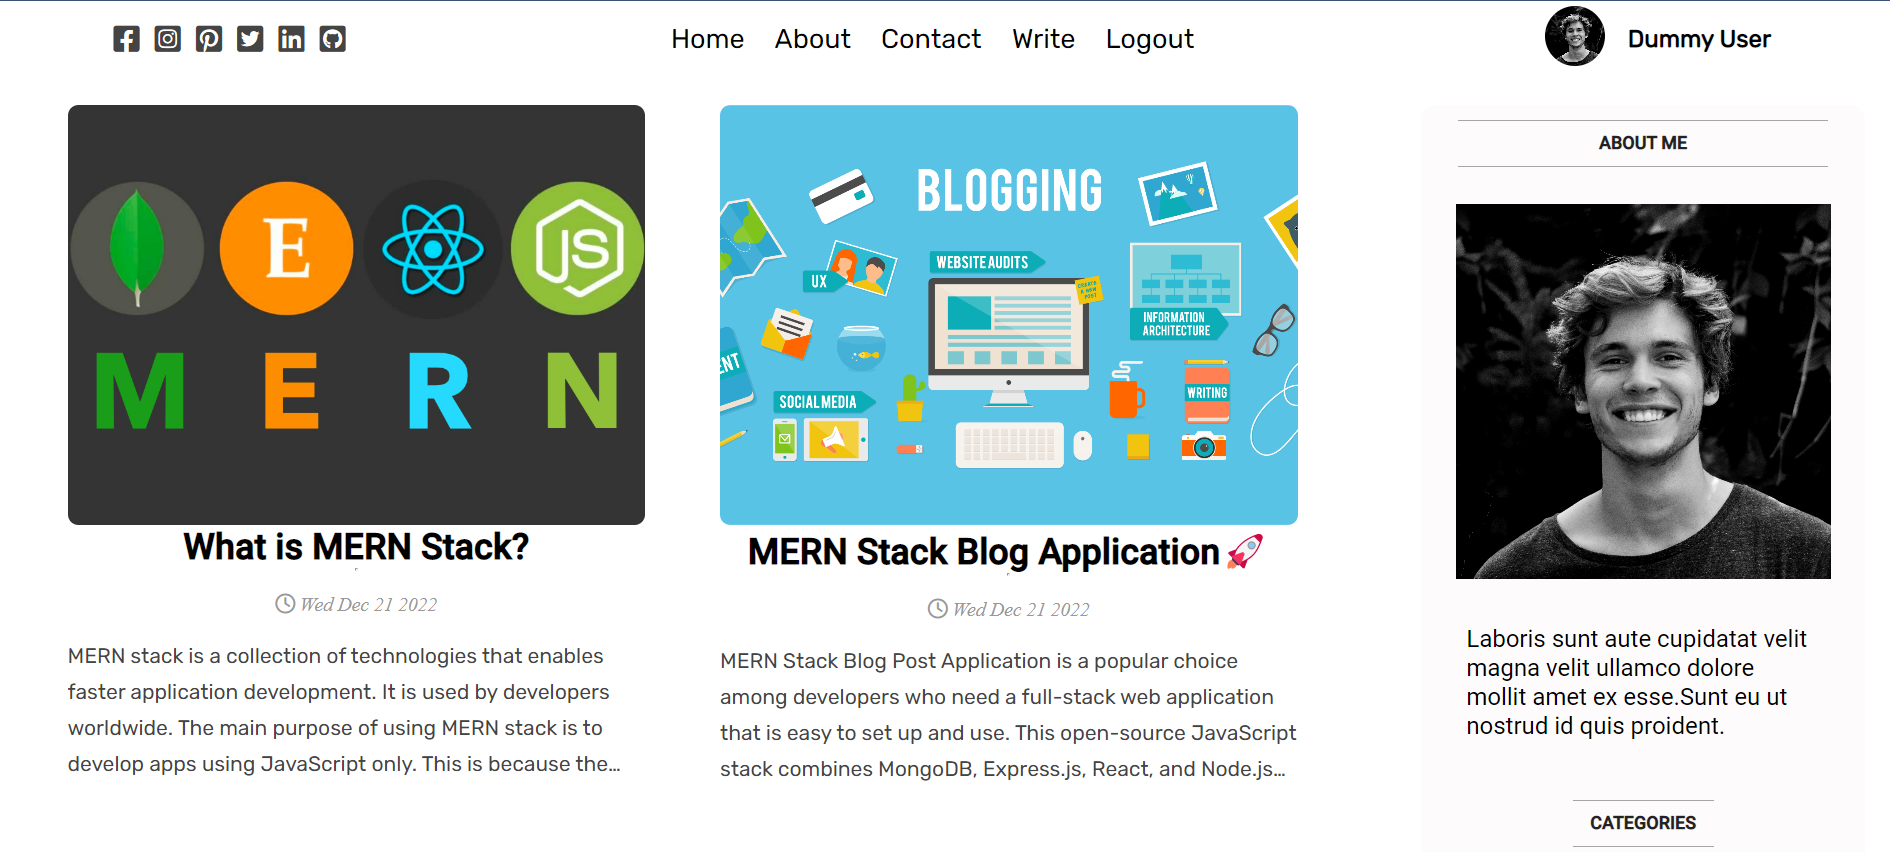 Home About Contact Write Logout
Dummy User
E
JS
M E R N
What is MERN Stack?
Wed Dec 21 2022
MERN stack is a collection of technologies that enables
faster application development. It is used by developers
worldwide. The main purpose of using MERN stack is to
develop apps using JavaScript only. This is because the...
BLOGGING
WEBSITE AUDITS
UX
CREATE
A NEW
POST
INFORMATION
ARCHITECTURE
ENT
SOCIAL MEDIA
WRITING
MERN Stack Blog Application🚀
Wed Dec 21 2022
MERN Stack Blog Post Application is a popular choice
among developers who need a full-stack web application
that is easy to set up and use. This open-source JavaScript
stack combines MongoDB, Express.js, React, and Node.js...
ABOUT ME
Laboris sunt aute cupidatat velit
magna velit ullamco dolore
mollit amet ex esse.Sunt eu ut
nostrud id quis proident.
CATEGORIES